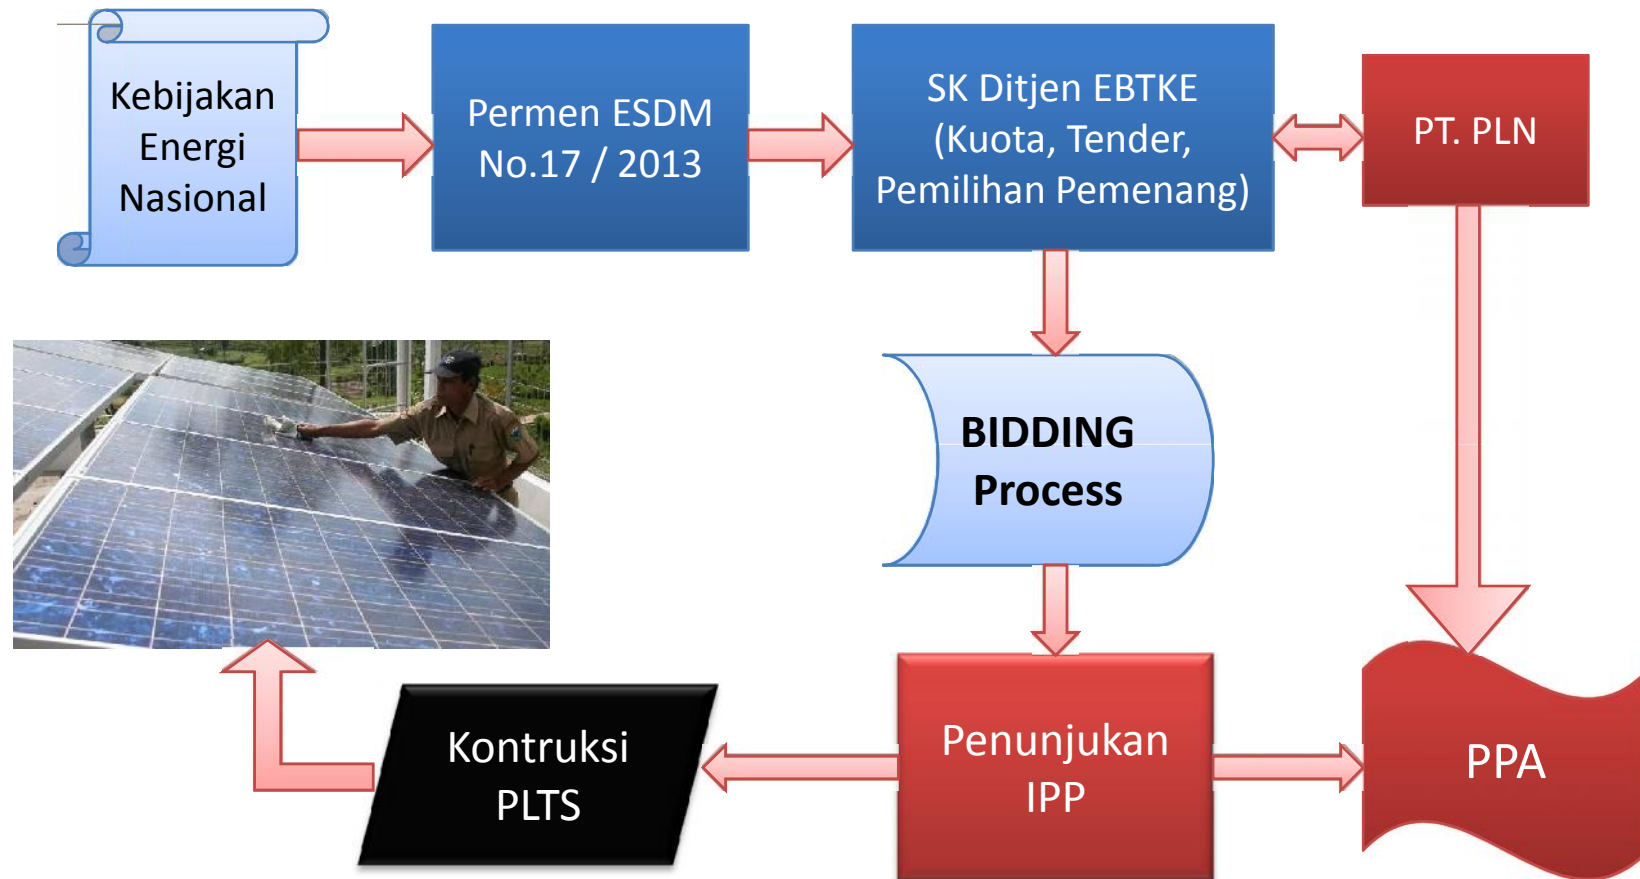 Kebijakan
Energi
Nasional
Permen ESDM
No.17 / 2013
SK Ditjen EBTKE
(Kuota, Tender,
Pemilihan Pemenang)
PT. PLN
BIDDING
Process
Kontruksi
PLTS
Penunjukan
IPP
PPA